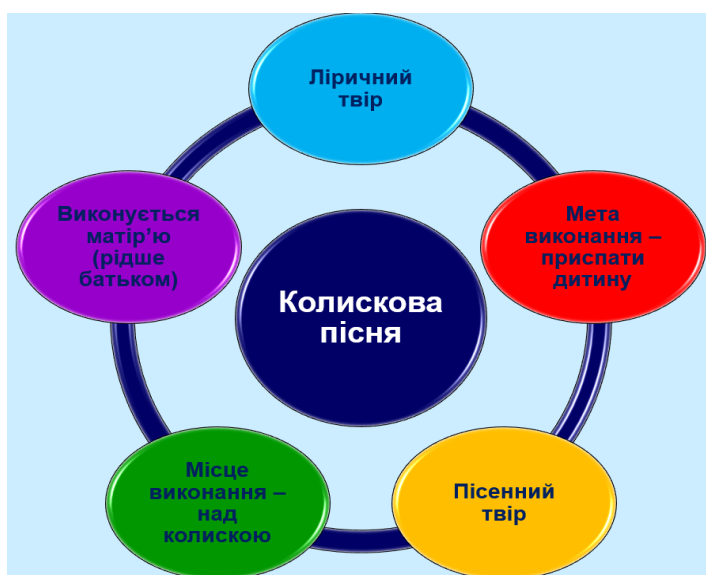 Ліричний
твір
Мета
виконання –
приспати
дитину
Пісенний
твір
Місце
виконання –
над
колискою
Виконується
матір’ю
(рідше
батьком)
Колискова
пісня